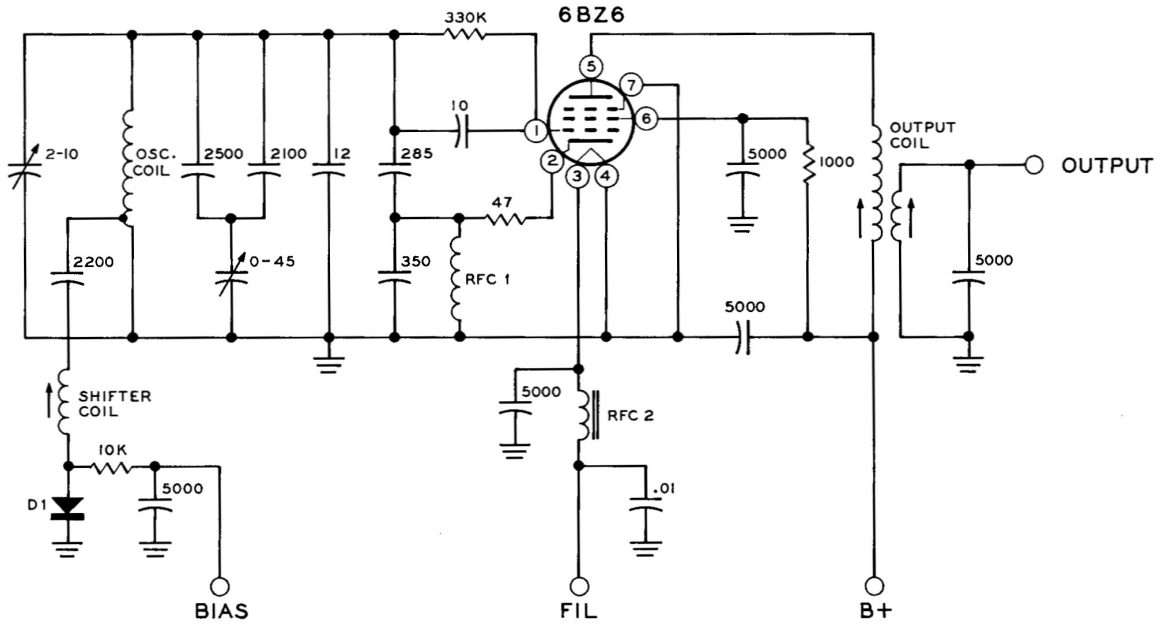 6BZ6
330K
5
7
10
1
6
2-10
OSC.
COIL
2500
2100
12
285
2
3
4
5000
1000
OUTPUT
COIL
OUTPUT
47
2200
0-45
350
RFC 1
5000
5000
SHIFTER
COIL
5000
RFC 2
10K
D1
5000
.01
BIAS
FIL
B+